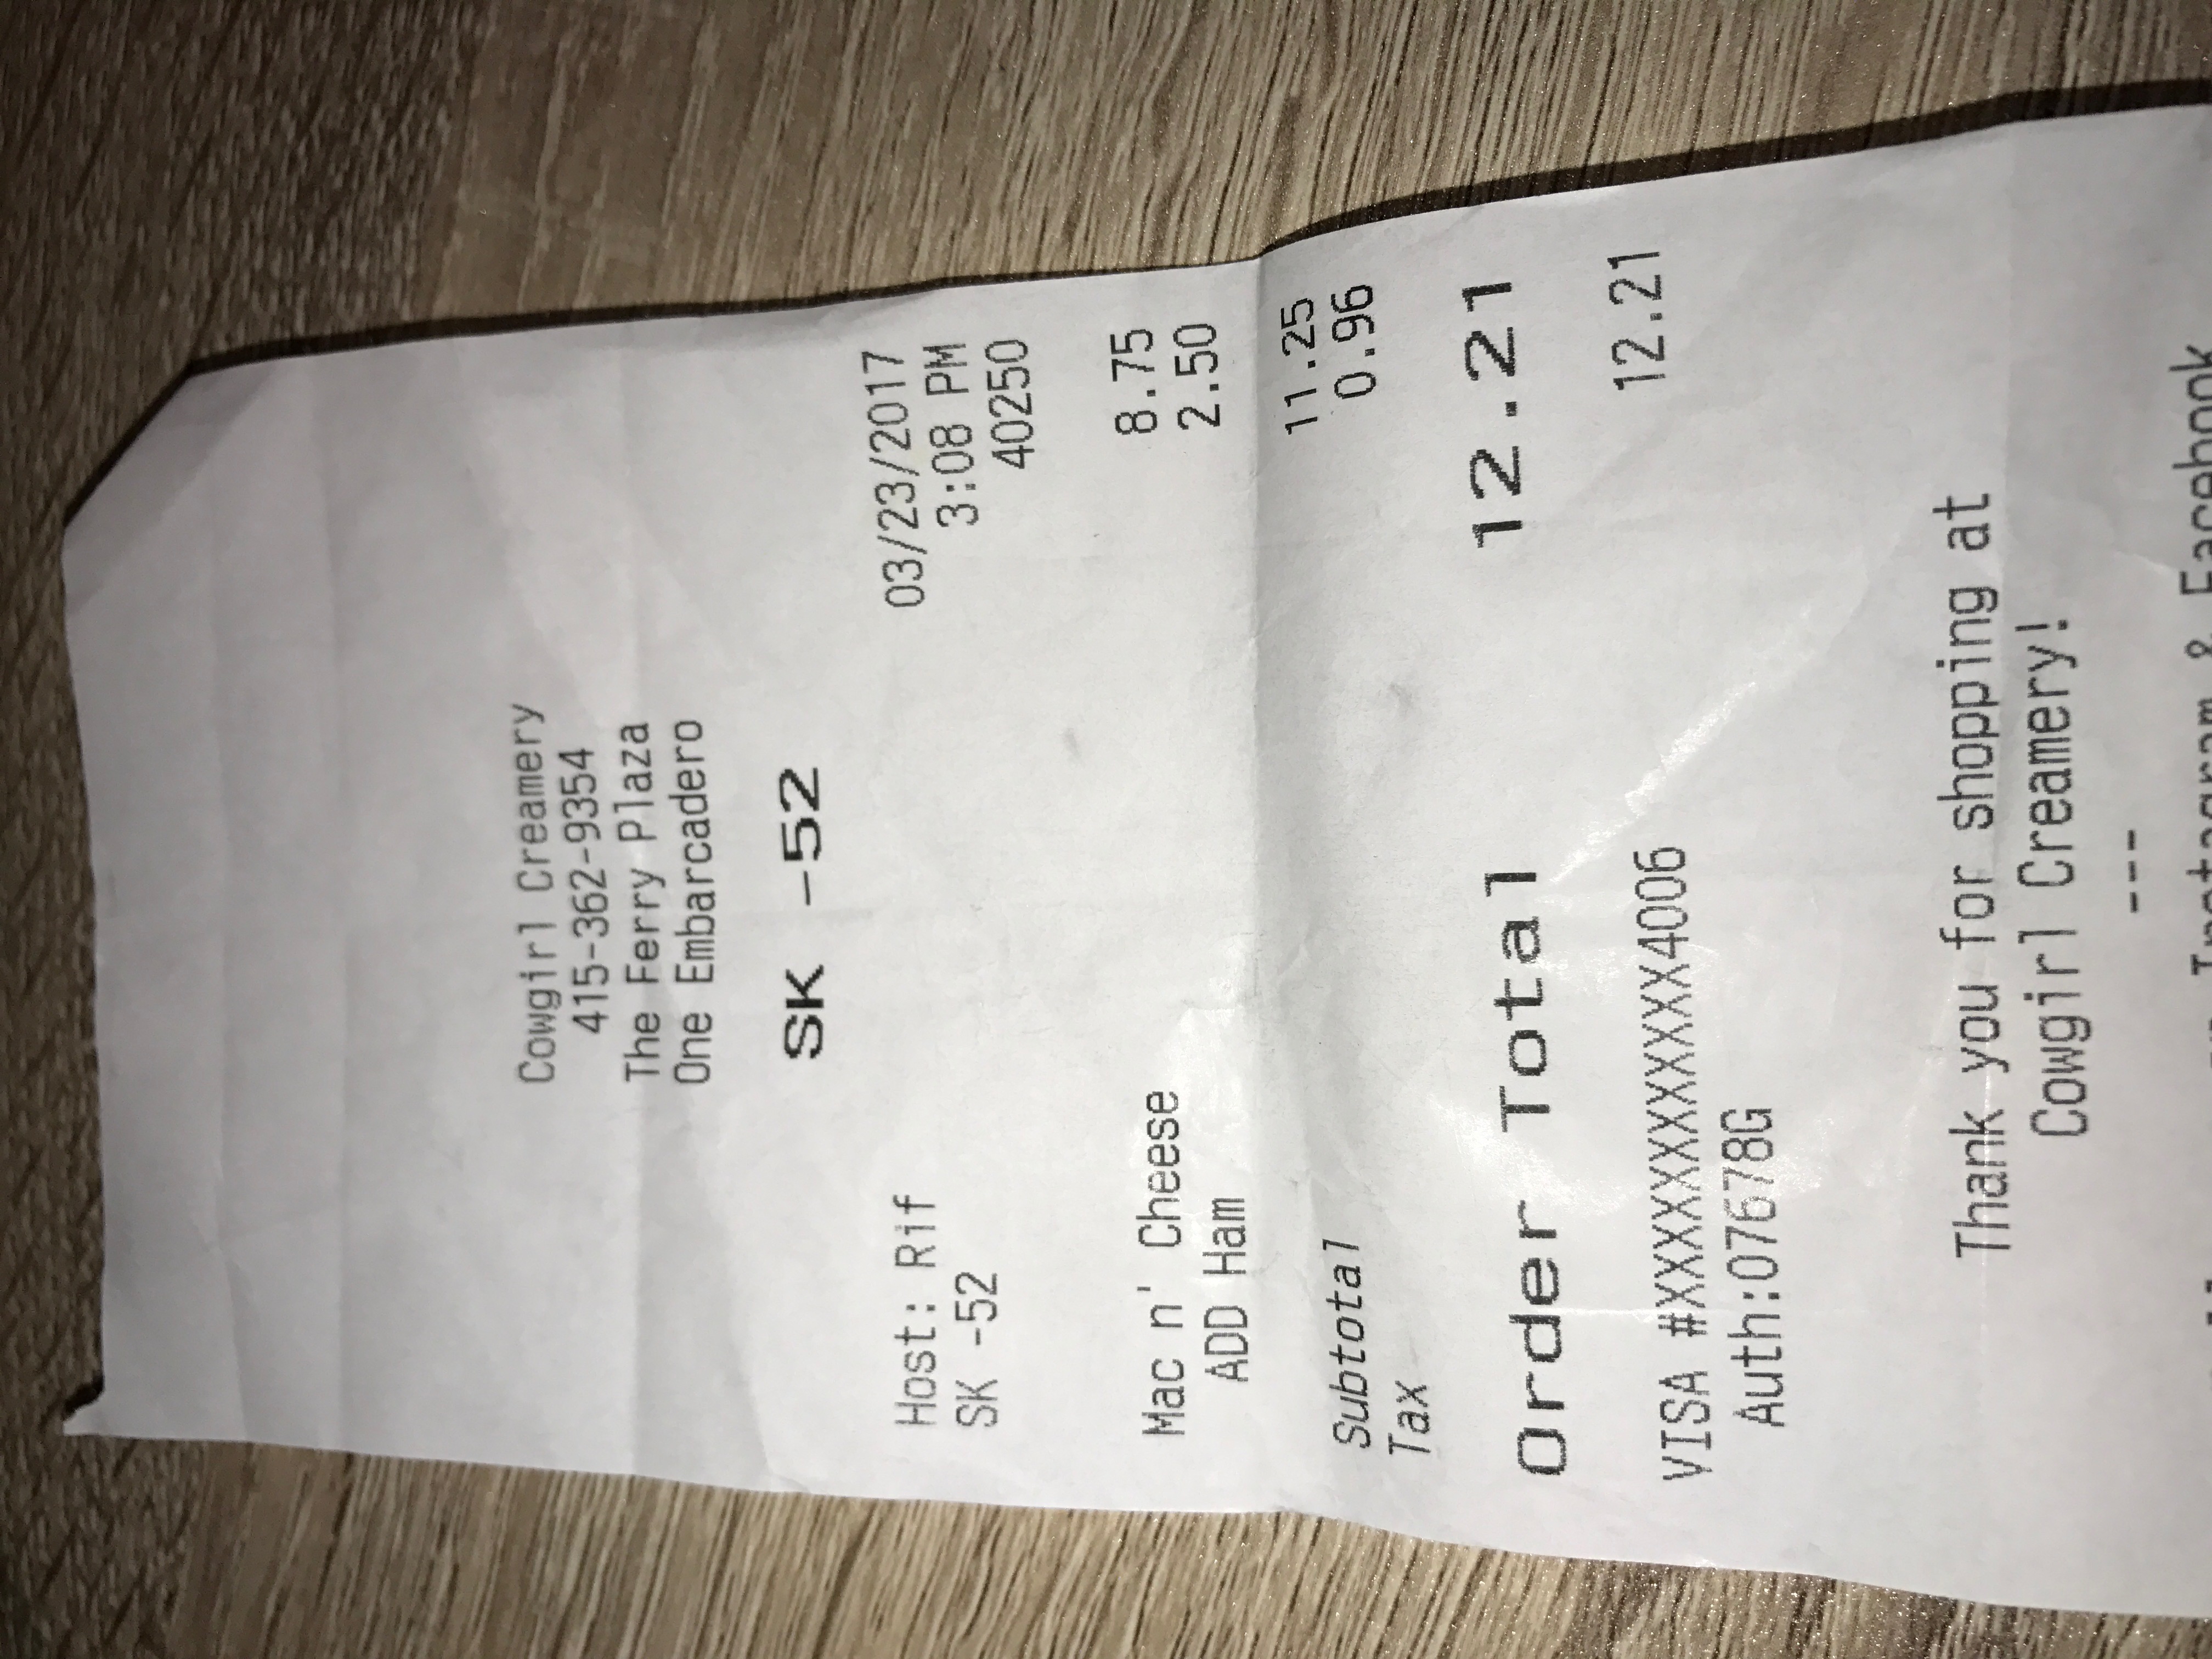 Cowgirl Creamery
415-362-9354
The Ferry Plaza
One Embarcadero
SK -52
Host: Rif 03/23/2017
SK -52 3:08 PM
40250
Mac n' Cheese 8.75
ADD Ham 2.50
Subtotal 11.25
Tax 0.96
Order Total 12.21
VISA #XXXXXXXXXXXX4006 12.21
Auth:07678G
Thank you for shopping at
Cowgirl Creamery!
---
Instagram & Facebook